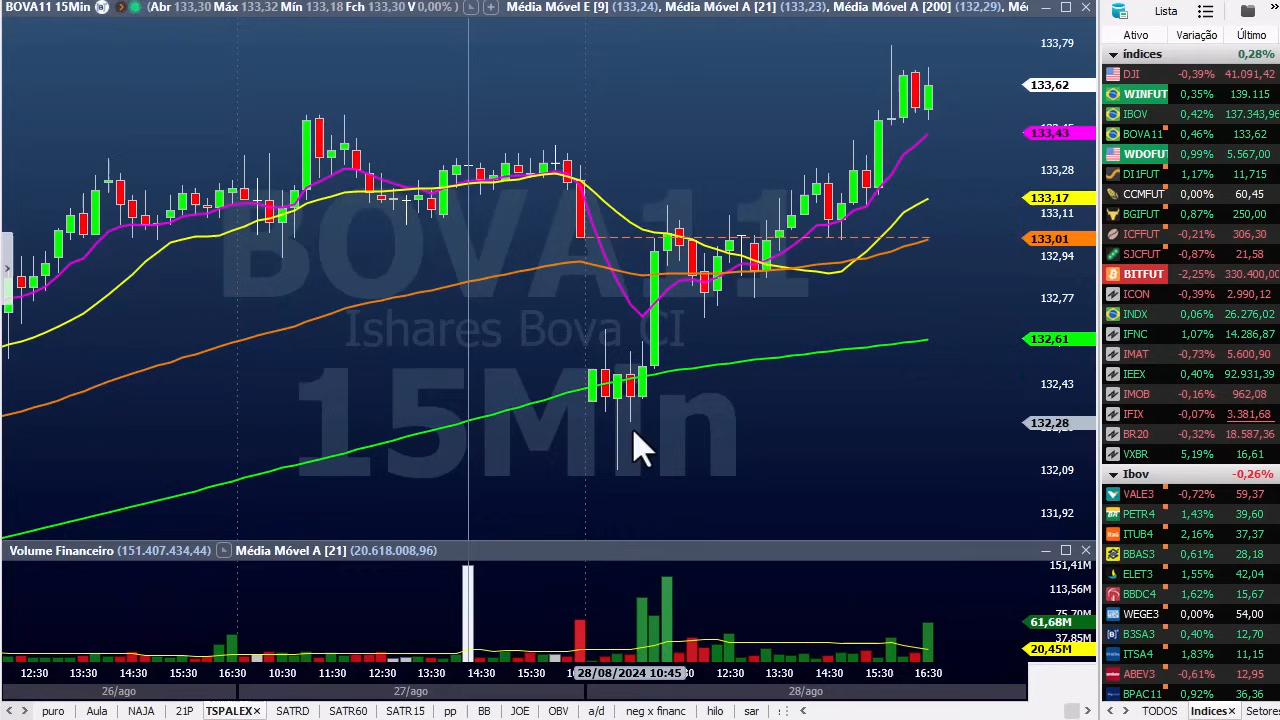 BOVA11 15Min (Abr 133,30 Máx 133,32 Mín 133,18 Fch 133,30 V 0,00% ) Média Móvel E [9] (133,24), Média Móvel A [21] (133,23), Média Móvel A [200] (132,29),
133,79
133,62
133,43
133,28
133,17
133,11
133,01
132,94
132,77
132,61
132,43
132,28
132,09
131,92
BOVA11
Ishares Bova CI
15Min
Volume Financeiro (151.407.434,44) Média Móvel A [21] (20.618.066,96)
151,41M
113,56M
75,70M
61,68M
37,85M
20,45M
12:30 13:30 14:30 15:30 16:30 10:30 11:30 12:30 13:30 14:30 15:30 28/08/2024 10:45 12:30 13:30 14:30 15:30 16:30
26/ago 27/ago 28/ago
puro Aula NAJA 21P TSPALEX SATRD SATR60 SATR15 pp BB JOE OBV a/d neg x financ hilo sar
Lista
Ativo Variação Último
índices 0,28%
DJI -0,39% 41.091,42
WINFUT 0,35% 139.115
IBOV 0,42% 137.343,96
BOVA11 0,46% 133,62
WDOFUT 0,99% 5.567,00
DI1FUT 1,17% 11,715
CCMFUT 0,00% 60,45
BGIFUT 0,87% 250,00
ICFFUT -0,21% 306,30
SJCFUT -0,87% 21,58
BITFUT -2,25% 330.400,00
ICON -0,39% 2.990,12
INDX 0,06% 26.276,02
IFNC 1,07% 14.286,87
IMAT -0,73% 5.600,90
IEEX 0,40% 92.931,39
IMOB -0,16% 962,08
IFIX -0,07% 3.381,68
BR20 -0,32% 18.587,36
VXBR 5,19% 16,61
Ibov -0,26%
VALE3 -0,72% 59,37
PETR4 1,43% 39,60
ITUB4 2,16% 37,37
BBAS3 0,61% 28,18
ELET3 1,55% 42,04
BBDC4 1,62% 15,67
WEGE3 0,00% 54,00
B3SA3 0,40% 12,70
ITSA4 1,83% 11,15
ABEV3 -0,61% 12,95
BPAC11 0,92% 36,36
TODOS Indices Setores